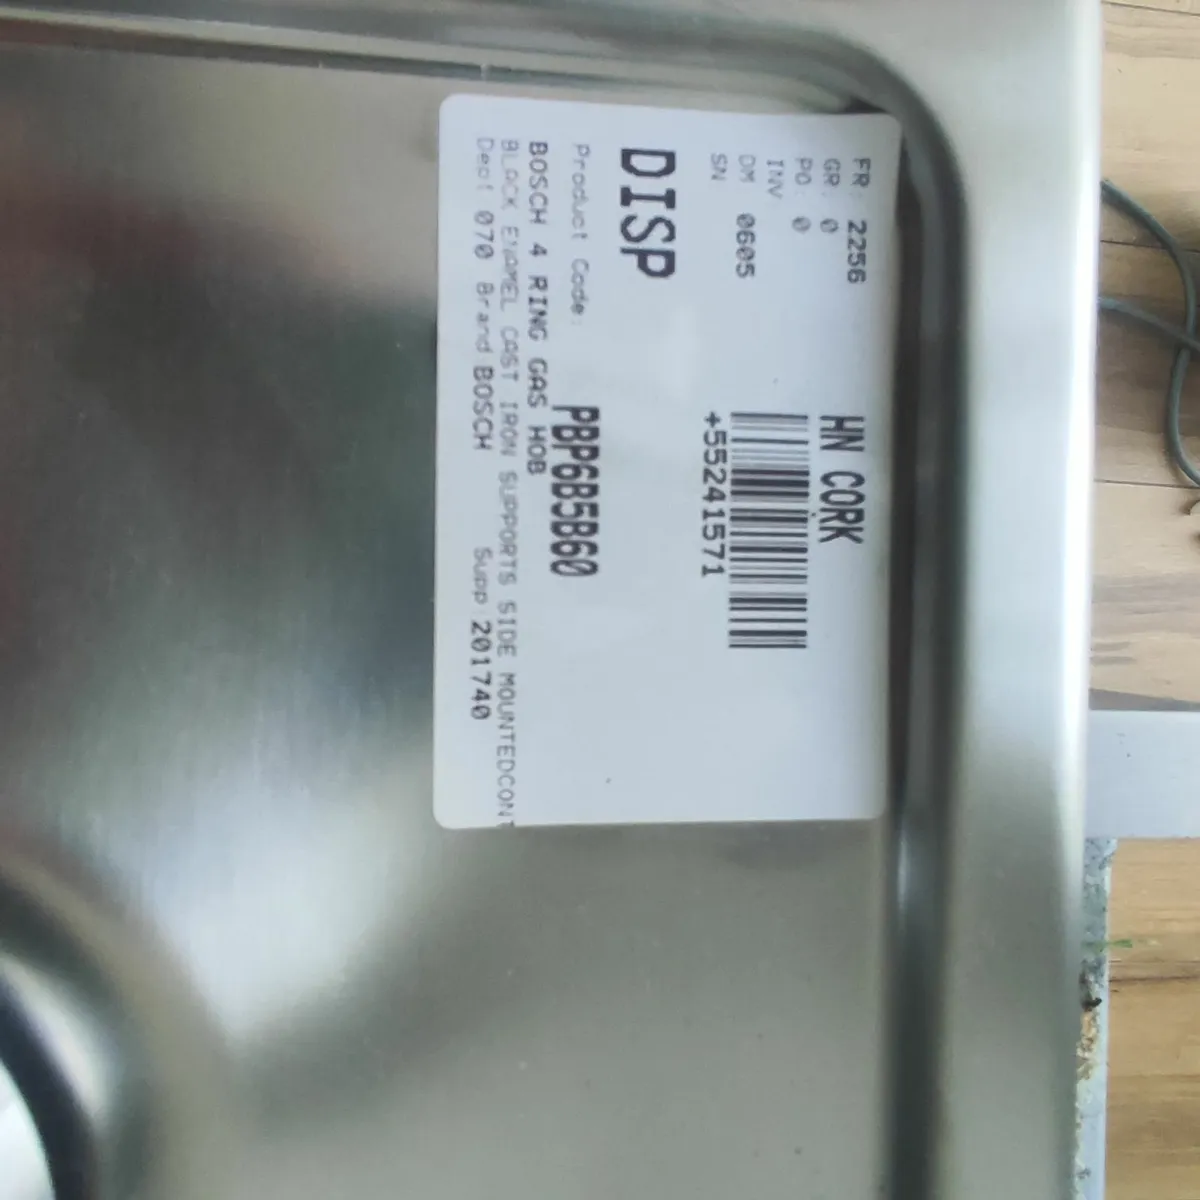 FR: 2256
HN CORK
GR: 0
PO: 0
INV
DM 0605
SN
+55241571
DISP
Product Code: PBP6B5B60
BOSCH 4 RING GAS HOB
BLACK ENAMEL CAST IRON SUPPORTS SIDE MOUNTEDCONT
Dept 070 Brand BOSCH Supp 201740